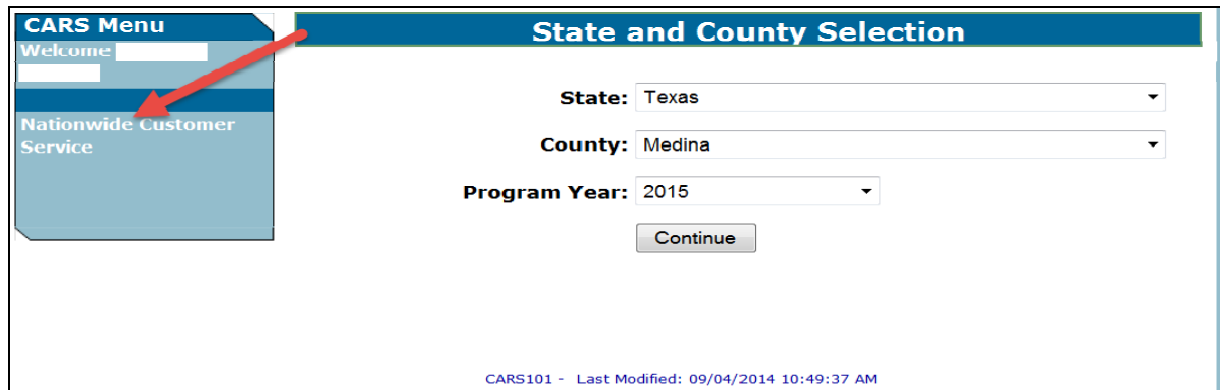 CARS Menu
Welcome
Nationwide Customer
Service
State and County Selection
State: Texas
County: Medina
Program Year: 2015
Continue
CARS101 - Last Modified: 09/04/2014 10:49:37 AM